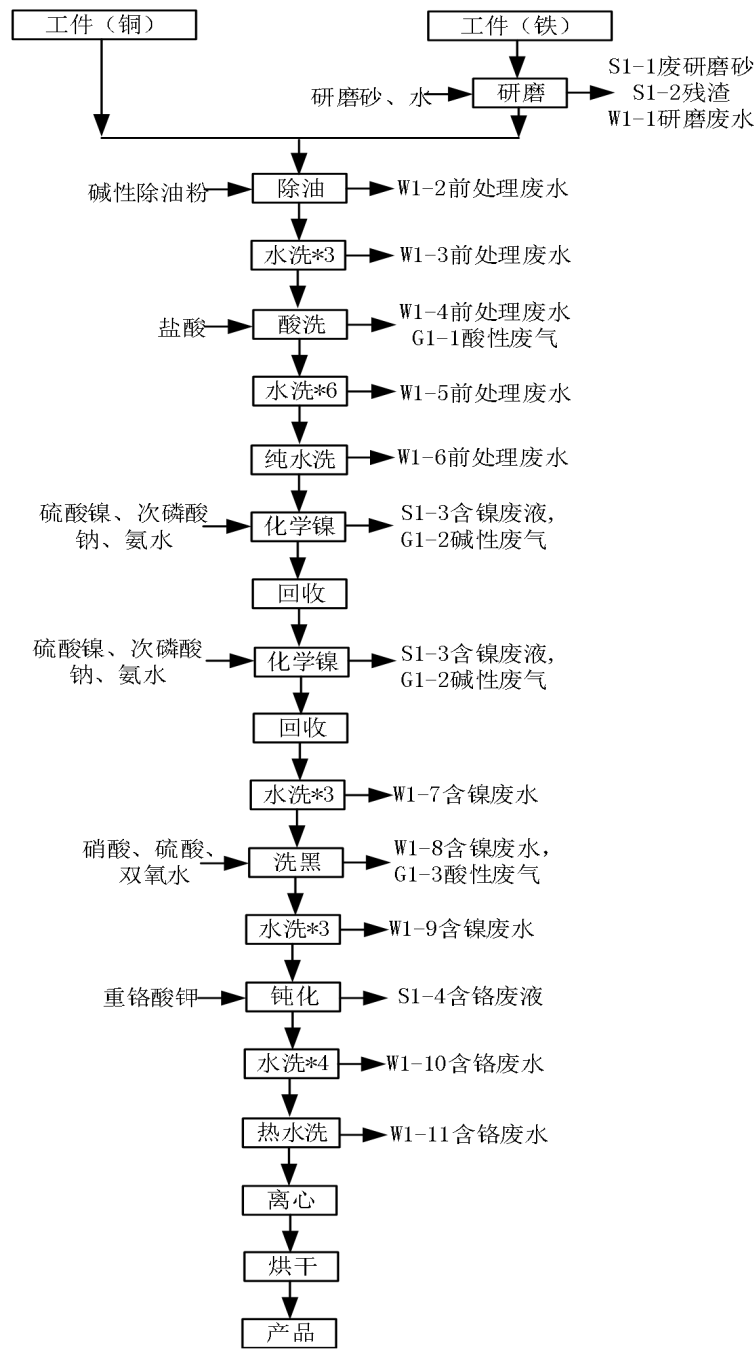 工件（铜）
工件（铁）
研磨砂、水
研磨
S1-1废研磨砂
S1-2残渣
W1-1研磨废水
碱性除油粉
除油
W1-2前处理废水
水洗*3
W1-3前处理废水
盐酸
酸洗
W1-4前处理废水
G1-1酸性废气
水洗*6
W1-5前处理废水
纯水洗
W1-6前处理废水
硫酸镍、次磷酸
钠、氨水
化学镍
S1-3含镍废液,
G1-2碱性废气
回收
硫酸镍、次磷酸
钠、氨水
化学镍
S1-3含镍废液,
G1-2碱性废气
回收
水洗*3
W1-7含镍废水
硝酸、硫酸、
双氧水
洗黑
W1-8含镍废水，
G1-3酸性废气
水洗*3
W1-9含镍废水
重铬酸钾
钝化
S1-4含铬废液
水洗*4
W1-10含铬废水
热水洗
W1-11含铬废水
离心
烘干
产品